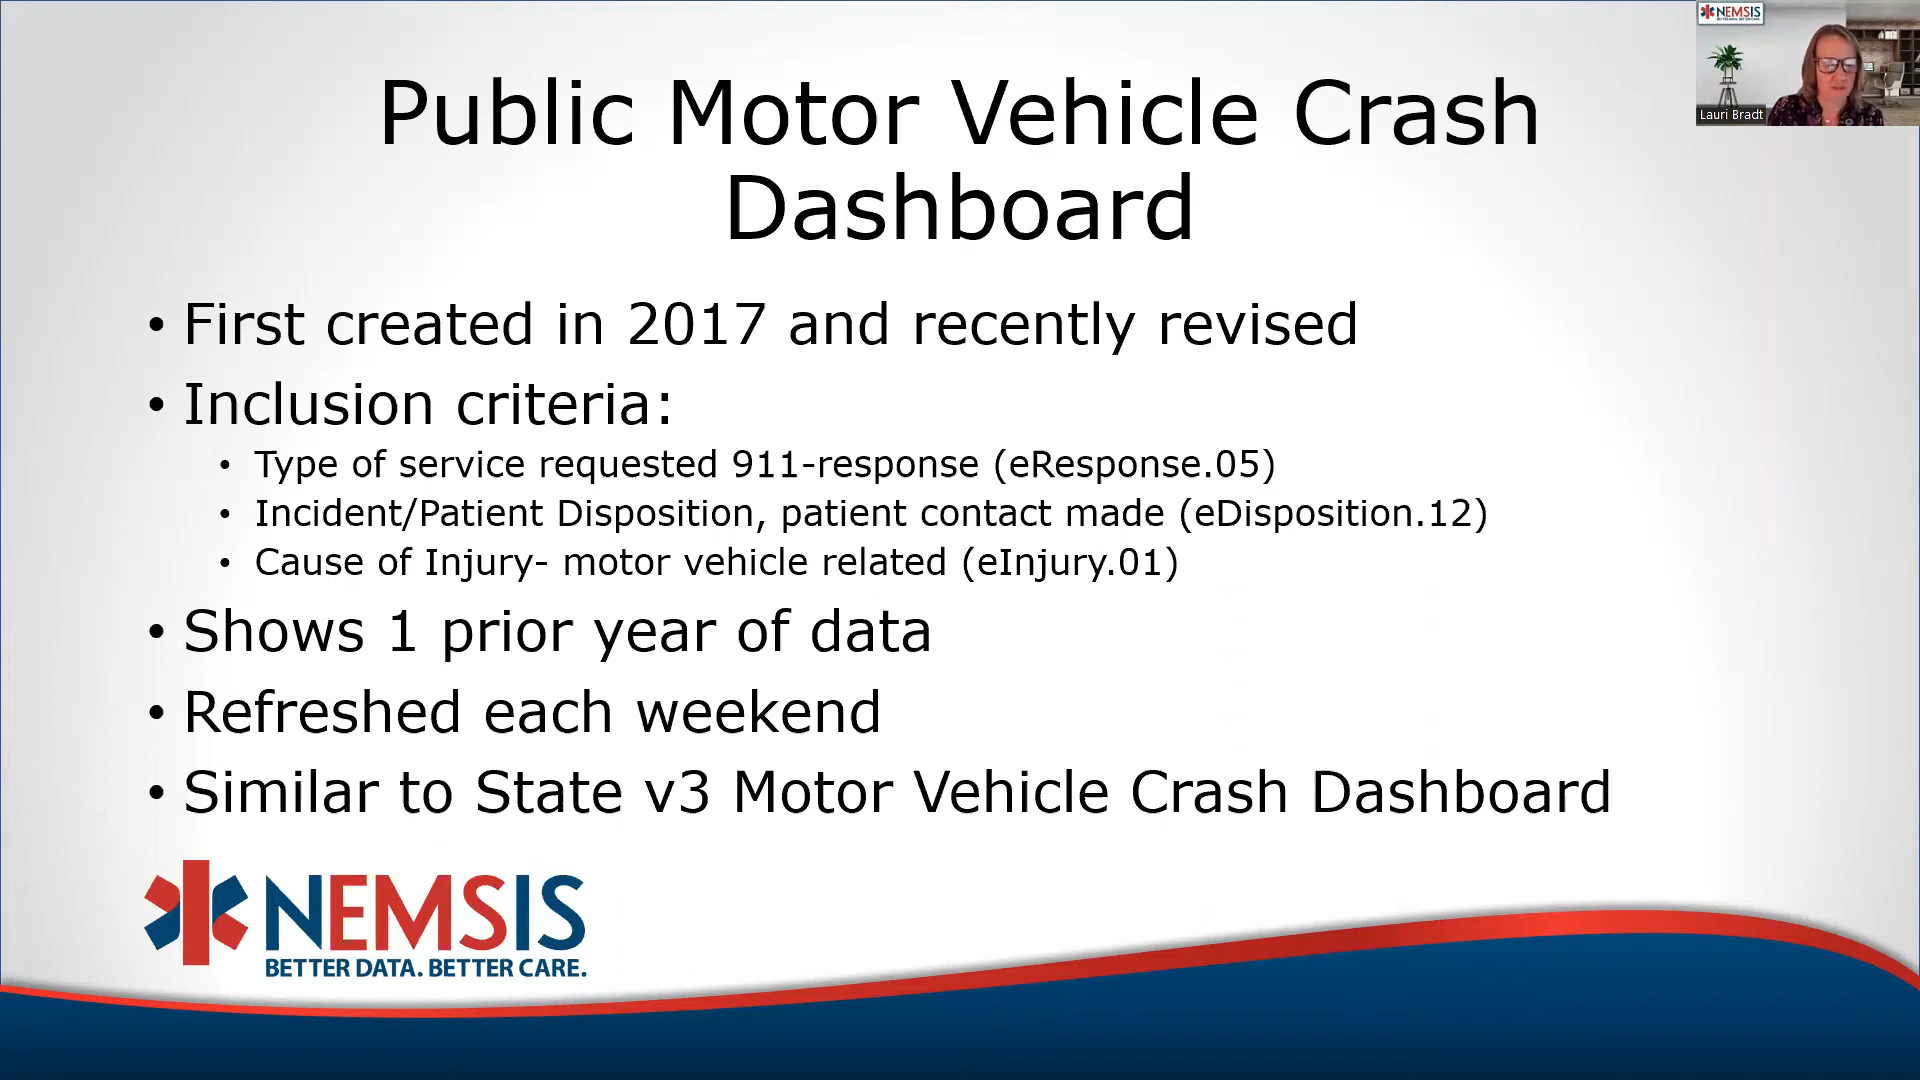 Public Motor Vehicle Crash
Dashboard
• First created in 2017 and recently revised
• Inclusion criteria:
• Type of service requested 911-response (eResponse.05)
• Incident/Patient Disposition, patient contact made (eDisposition.12)
• Cause of Injury- motor vehicle related (eInjury.01)
• Shows 1 prior year of data
• Refreshed each weekend
• Similar to State v3 Motor Vehicle Crash Dashboard
NEMSIS
BETTER DATA. BETTER CARE.
NEMSIS
Lauri Bradt